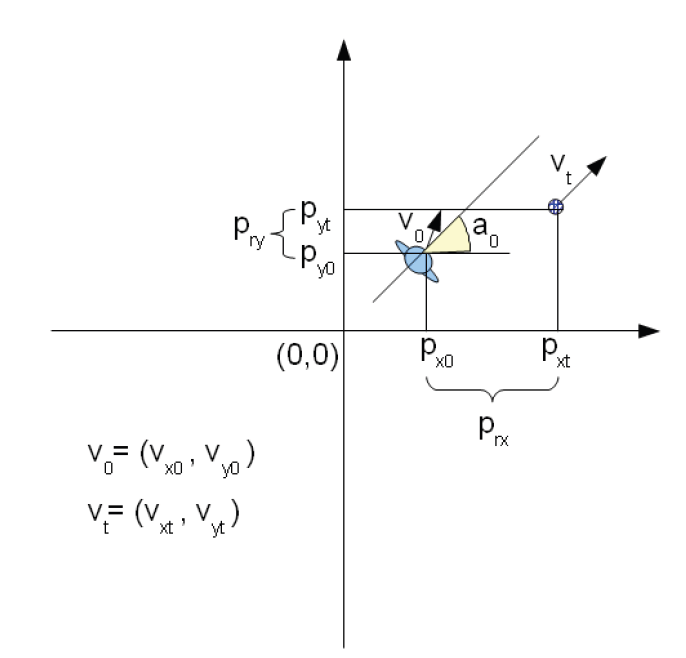 v_t
p_yt
p_ry
v_0
a_0
p_y0
(0,0)
p_x0
p_xt
p_rx
v_0= (v_x0, v_y0)
v_t= (v_xt, v_yt)